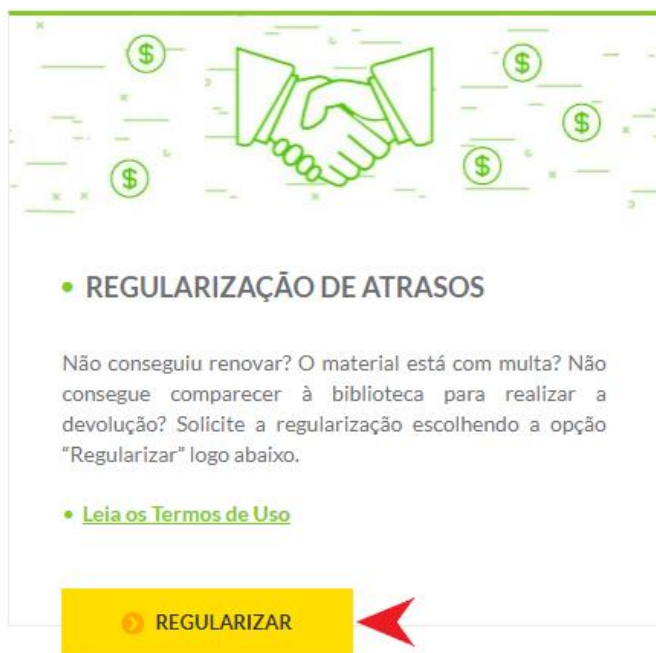 REGULARIZAÇÃO DE ATRASOS
Não conseguiu renovar? O material está com multa? Não
consegue comparecer à biblioteca para realizar a
devolução? Solicite a regularização escolhendo a opção
“Regularizar” logo abaixo.
Leia os Termos de Uso
REGULARIZAR